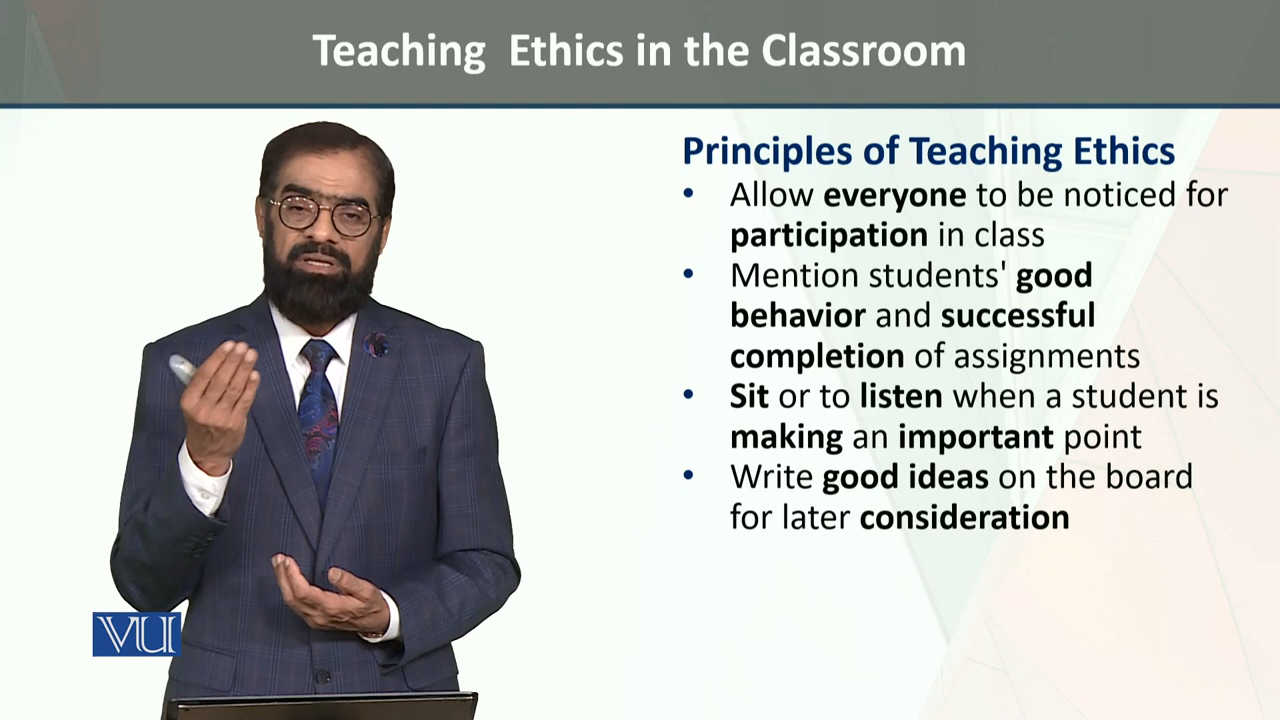 Teaching  Ethics in the Classroom
Principles of Teaching Ethics
• Allow everyone to be noticed for
participation in class
• Mention students' good
behavior and successful
completion of assignments
• Sit or to listen when a student is
making an important point
• Write good ideas on the board
for later consideration
VU